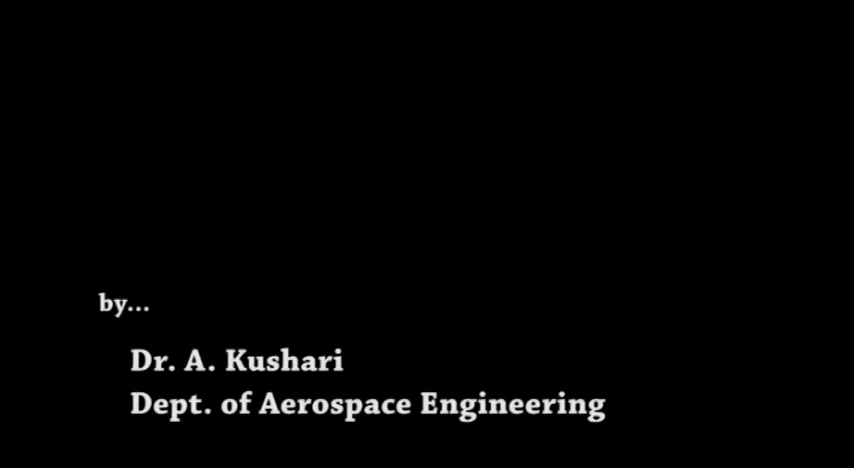 by...
Dr. A. Kushari
Dept. of Aerospace Engineering